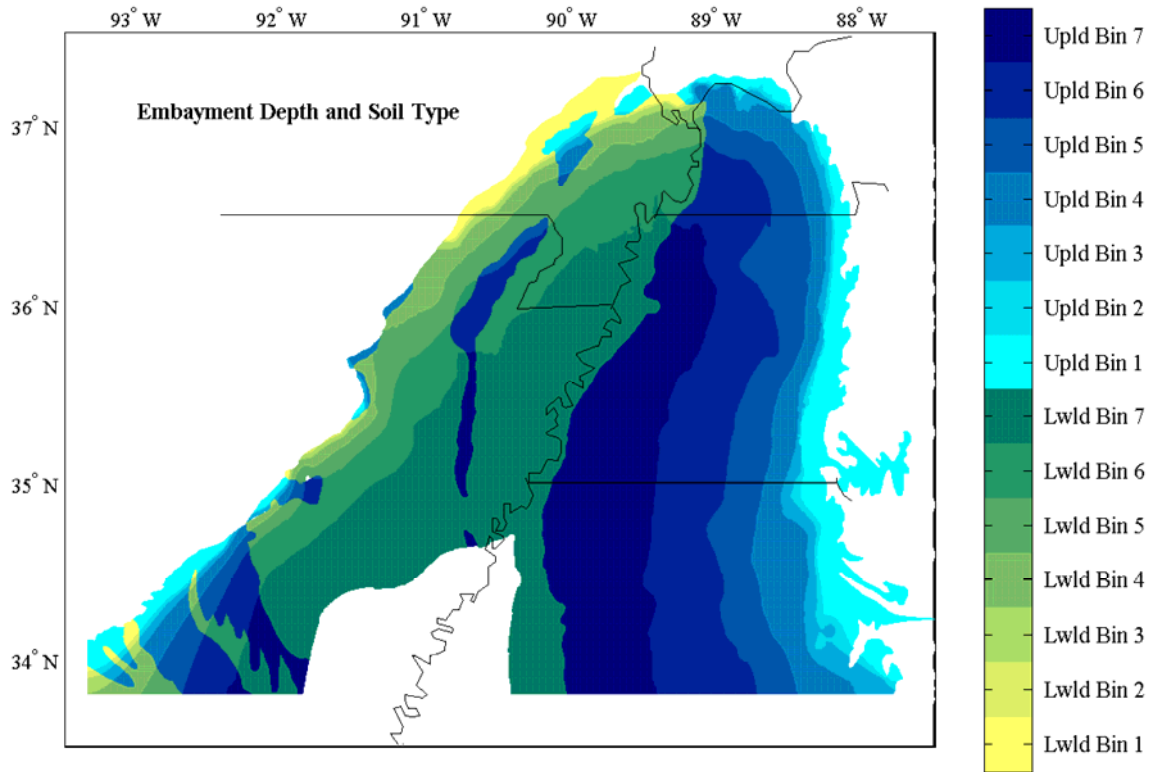 93° W 92° W 91° W 90° W 89° W 88° W
Embayment Depth and Soil Type
37° N
36° N
35° N
34° N
Upld Bin 7
Upld Bin 6
Upld Bin 5
Upld Bin 4
Upld Bin 3
Upld Bin 2
Upld Bin 1
Lwld Bin 7
Lwld Bin 6
Lwld Bin 5
Lwld Bin 4
Lwld Bin 3
Lwld Bin 2
Lwld Bin 1